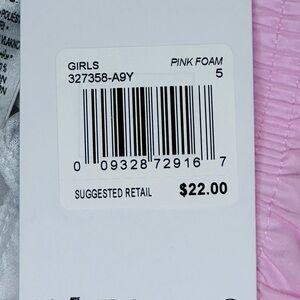 GIRLS PINK FOAM
327358-A9Y 5
0 09328 72916 7
SUGGESTED RETAIL $22.00